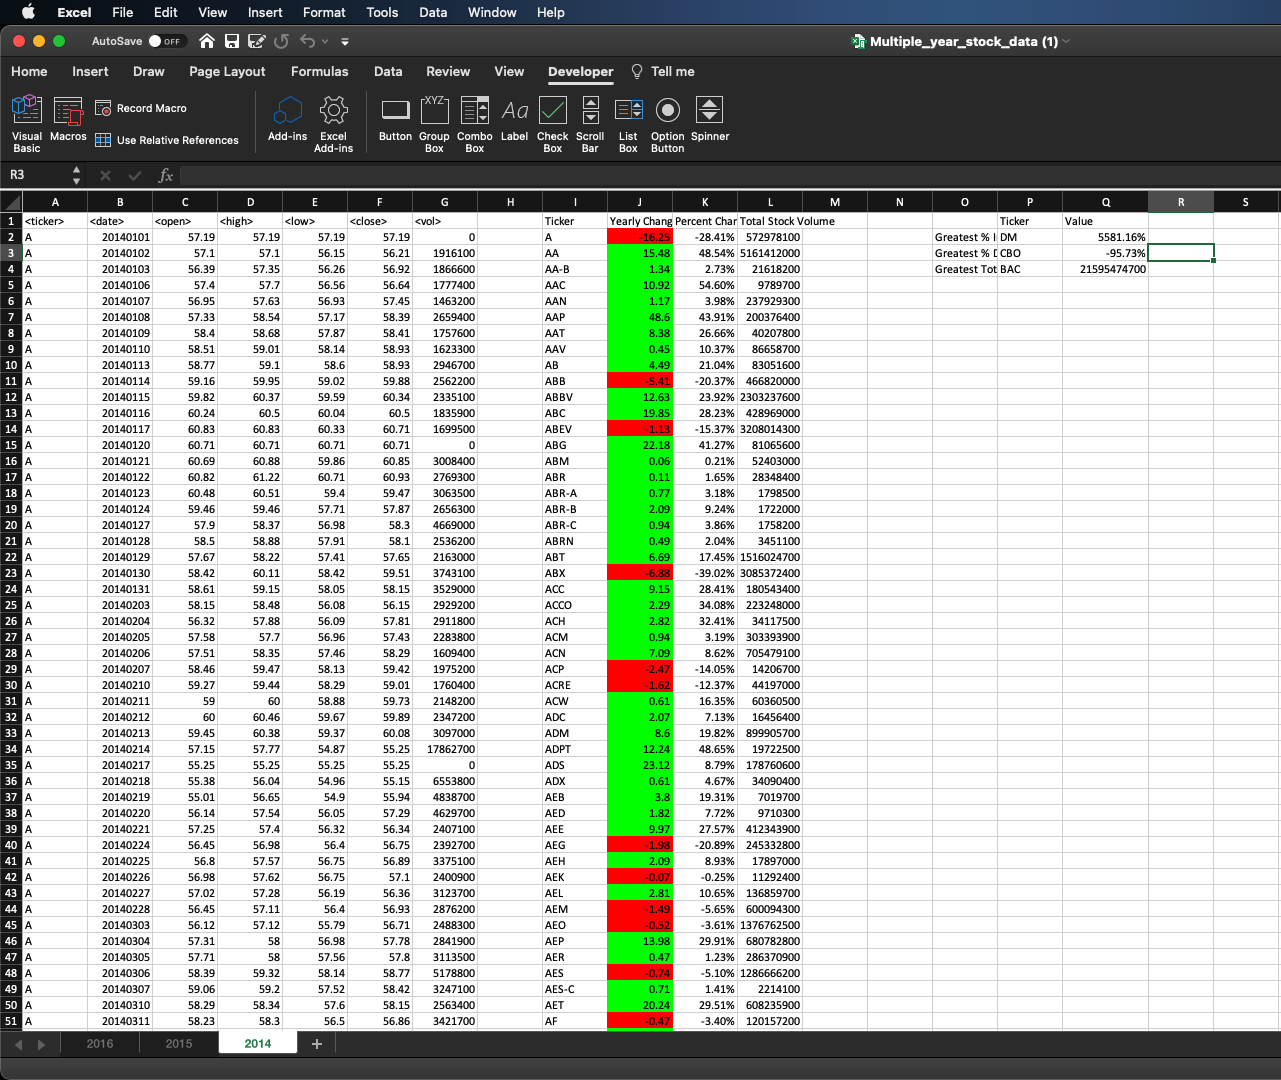 Excel File Edit View Insert Format Tools Data Window Help
AutoSave OFF Multiple_year_stock_data (1)
Home Insert Draw Page Layout Formulas Data Review View Developer Tell me
Visual Basic Macros Record Macro Use Relative References Add-ins Excel Add-ins Button Group Box Combo Box Label Check Box Scroll Bar List Box Option Button Spinner
R3 fx
A B C D E F G H I J K L M N O P Q R S
1 <ticker> <date> <open> <high> <low> <close> <vol> Ticker Yearly Chang Percent Char Total Stock Volume Ticker Value
2 A 20140101 57.19 57.19 57.19 57.19 0 A -16.25 -28.41% 572978100 Greatest % I DM 5581.16%
3 A 20140102 57.1 57.1 56.15 56.21 1916100 AA 15.48 48.54% 5161412000 Greatest % D CBO -95.73%
4 A 20140103 56.39 57.35 56.26 56.92 1866600 AA-B 1.34 2.73% 21618200 Greatest Tot BAC 21595474700
5 A 20140106 57.4 57.7 56.56 56.64 1777400 AAC 10.92 54.60% 9789700
6 A 20140107 56.95 57.63 56.93 57.45 1463200 AAN 1.17 3.98% 237929300
7 A 20140108 57.33 58.54 57.17 58.39 2659400 AAP 48.6 43.91% 200376400
8 A 20140109 58.4 58.68 57.87 58.41 1757600 AAT 8.38 26.66% 40207800
9 A 20140110 58.51 59.01 58.14 58.93 1623300 AAV 0.45 10.37% 86658700
10 A 20140113 58.77 59.1 58.6 58.93 2946700 AB 4.49 21.04% 83051600
11 A 20140114 59.16 59.95 59.02 59.88 2562200 ABB -5.41 -20.37% 466820000
12 A 20140115 59.82 60.37 59.59 60.34 2335100 ABBV 12.63 23.92% 2303237600
13 A 20140116 60.24 60.5 60.04 60.5 1835900 ABC 19.85 28.23% 428969000
14 A 20140117 60.83 60.83 60.33 60.71 1699500 ABEV -1.13 -15.37% 3208014300
15 A 20140120 60.71 60.71 60.71 60.71 0 ABG 22.18 41.27% 81065600
16 A 20140121 60.69 60.88 59.86 60.85 3008400 ABM 0.06 0.21% 52403000
17 A 20140122 60.82 61.22 60.71 60.93 2769300 ABR 0.11 1.65% 28348400
18 A 20140123 60.48 60.51 59.4 59.47 3063500 ABR-A 0.77 3.18% 1798500
19 A 20140124 59.46 59.46 57.71 57.87 2656300 ABR-B 2.09 9.24% 1722000
20 A 20140127 57.9 58.37 56.98 58.3 4669000 ABR-C 0.94 3.86% 1758200
21 A 20140128 58.5 58.88 57.91 58.1 2536200 ABRN 0.49 2.04% 3451100
22 A 20140129 57.67 58.22 57.41 57.65 2163000 ABT 6.69 17.45% 1516024700
23 A 20140130 58.42 60.11 58.42 59.51 3743100 ABX -6.88 -39.02% 3085372400
24 A 20140131 58.61 59.15 58.05 58.15 3529000 ACC 9.15 28.41% 180543400
25 A 20140203 58.15 58.48 56.08 56.15 2929200 ACCO 2.29 34.08% 223248000
26 A 20140204 56.32 57.88 56.09 57.81 2911800 ACH 2.82 32.41% 34117500
27 A 20140205 57.58 57.7 56.96 57.43 2283800 ACM 0.94 3.19% 303393900
28 A 20140206 57.51 58.35 57.46 58.29 1609400 ACN 7.09 8.62% 705479100
29 A 20140207 58.46 59.47 58.13 59.42 1975200 ACP -2.47 -14.05% 14206700
30 A 20140210 59.27 59.44 58.29 59.01 1760400 ACRE -1.62 -12.37% 44197000
31 A 20140211 59 60 58.88 59.73 2148200 ACW 0.61 16.35% 60360500
32 A 20140212 60 60.46 59.67 59.89 2347200 ADC 2.07 7.13% 16456400
33 A 20140213 59.45 60.38 59.37 60.08 3097000 ADM 8.6 19.82% 899905700
34 A 20140214 57.15 57.77 54.87 55.25 17862700 ADPT 12.24 48.65% 19722500
35 A 20140217 55.25 55.25 55.25 55.25 0 ADS 23.12 8.79% 178760600
36 A 20140218 55.38 56.04 54.96 55.15 6553800 ADX 0.61 4.67% 34090400
37 A 20140219 55.01 56.65 54.9 55.94 4838700 AEB 3.8 19.31% 7019700
38 A 20140220 56.14 57.54 56.05 57.29 4629700 AED 1.82 7.72% 9710300
39 A 20140221 57.25 57.4 56.32 56.34 2407100 AEE 9.97 27.57% 412343900
40 A 20140224 56.45 56.98 56.4 56.75 2392700 AEG -1.98 -20.89% 245332800
41 A 20140225 56.8 57.57 56.75 56.89 3375100 AEH 2.09 8.93% 17897000
42 A 20140226 56.98 57.62 56.75 57.1 2400900 AEK -0.07 -0.25% 11292400
43 A 20140227 57.02 57.28 56.19 56.36 3123700 AEL 2.81 10.65% 136859700
44 A 20140228 56.45 57.11 56.4 56.93 2876200 AEM -1.49 -5.65% 600094300
45 A 20140303 56.12 57.12 55.79 56.71 2488300 AEO -0.52 -3.61% 1376762500
46 A 20140304 57.31 58 56.98 57.78 2841900 AEP 13.98 29.91% 680782800
47 A 20140305 57.71 58 57.56 57.8 3113500 AER 0.47 1.23% 286370900
48 A 20140306 58.39 59.32 58.14 58.77 5178800 AES -0.74 -5.10% 1286666200
49 A 20140307 59.06 59.2 57.52 58.42 3247100 AES-C 0.71 1.41% 2214100
50 A 20140310 58.29 58.34 57.6 58.15 2563400 AET 20.24 29.51% 608235900
51 A 20140311 58.23 58.3 56.5 56.86 3421700 AF -0.47 -3.40% 120157200
2016 2015 2014 +